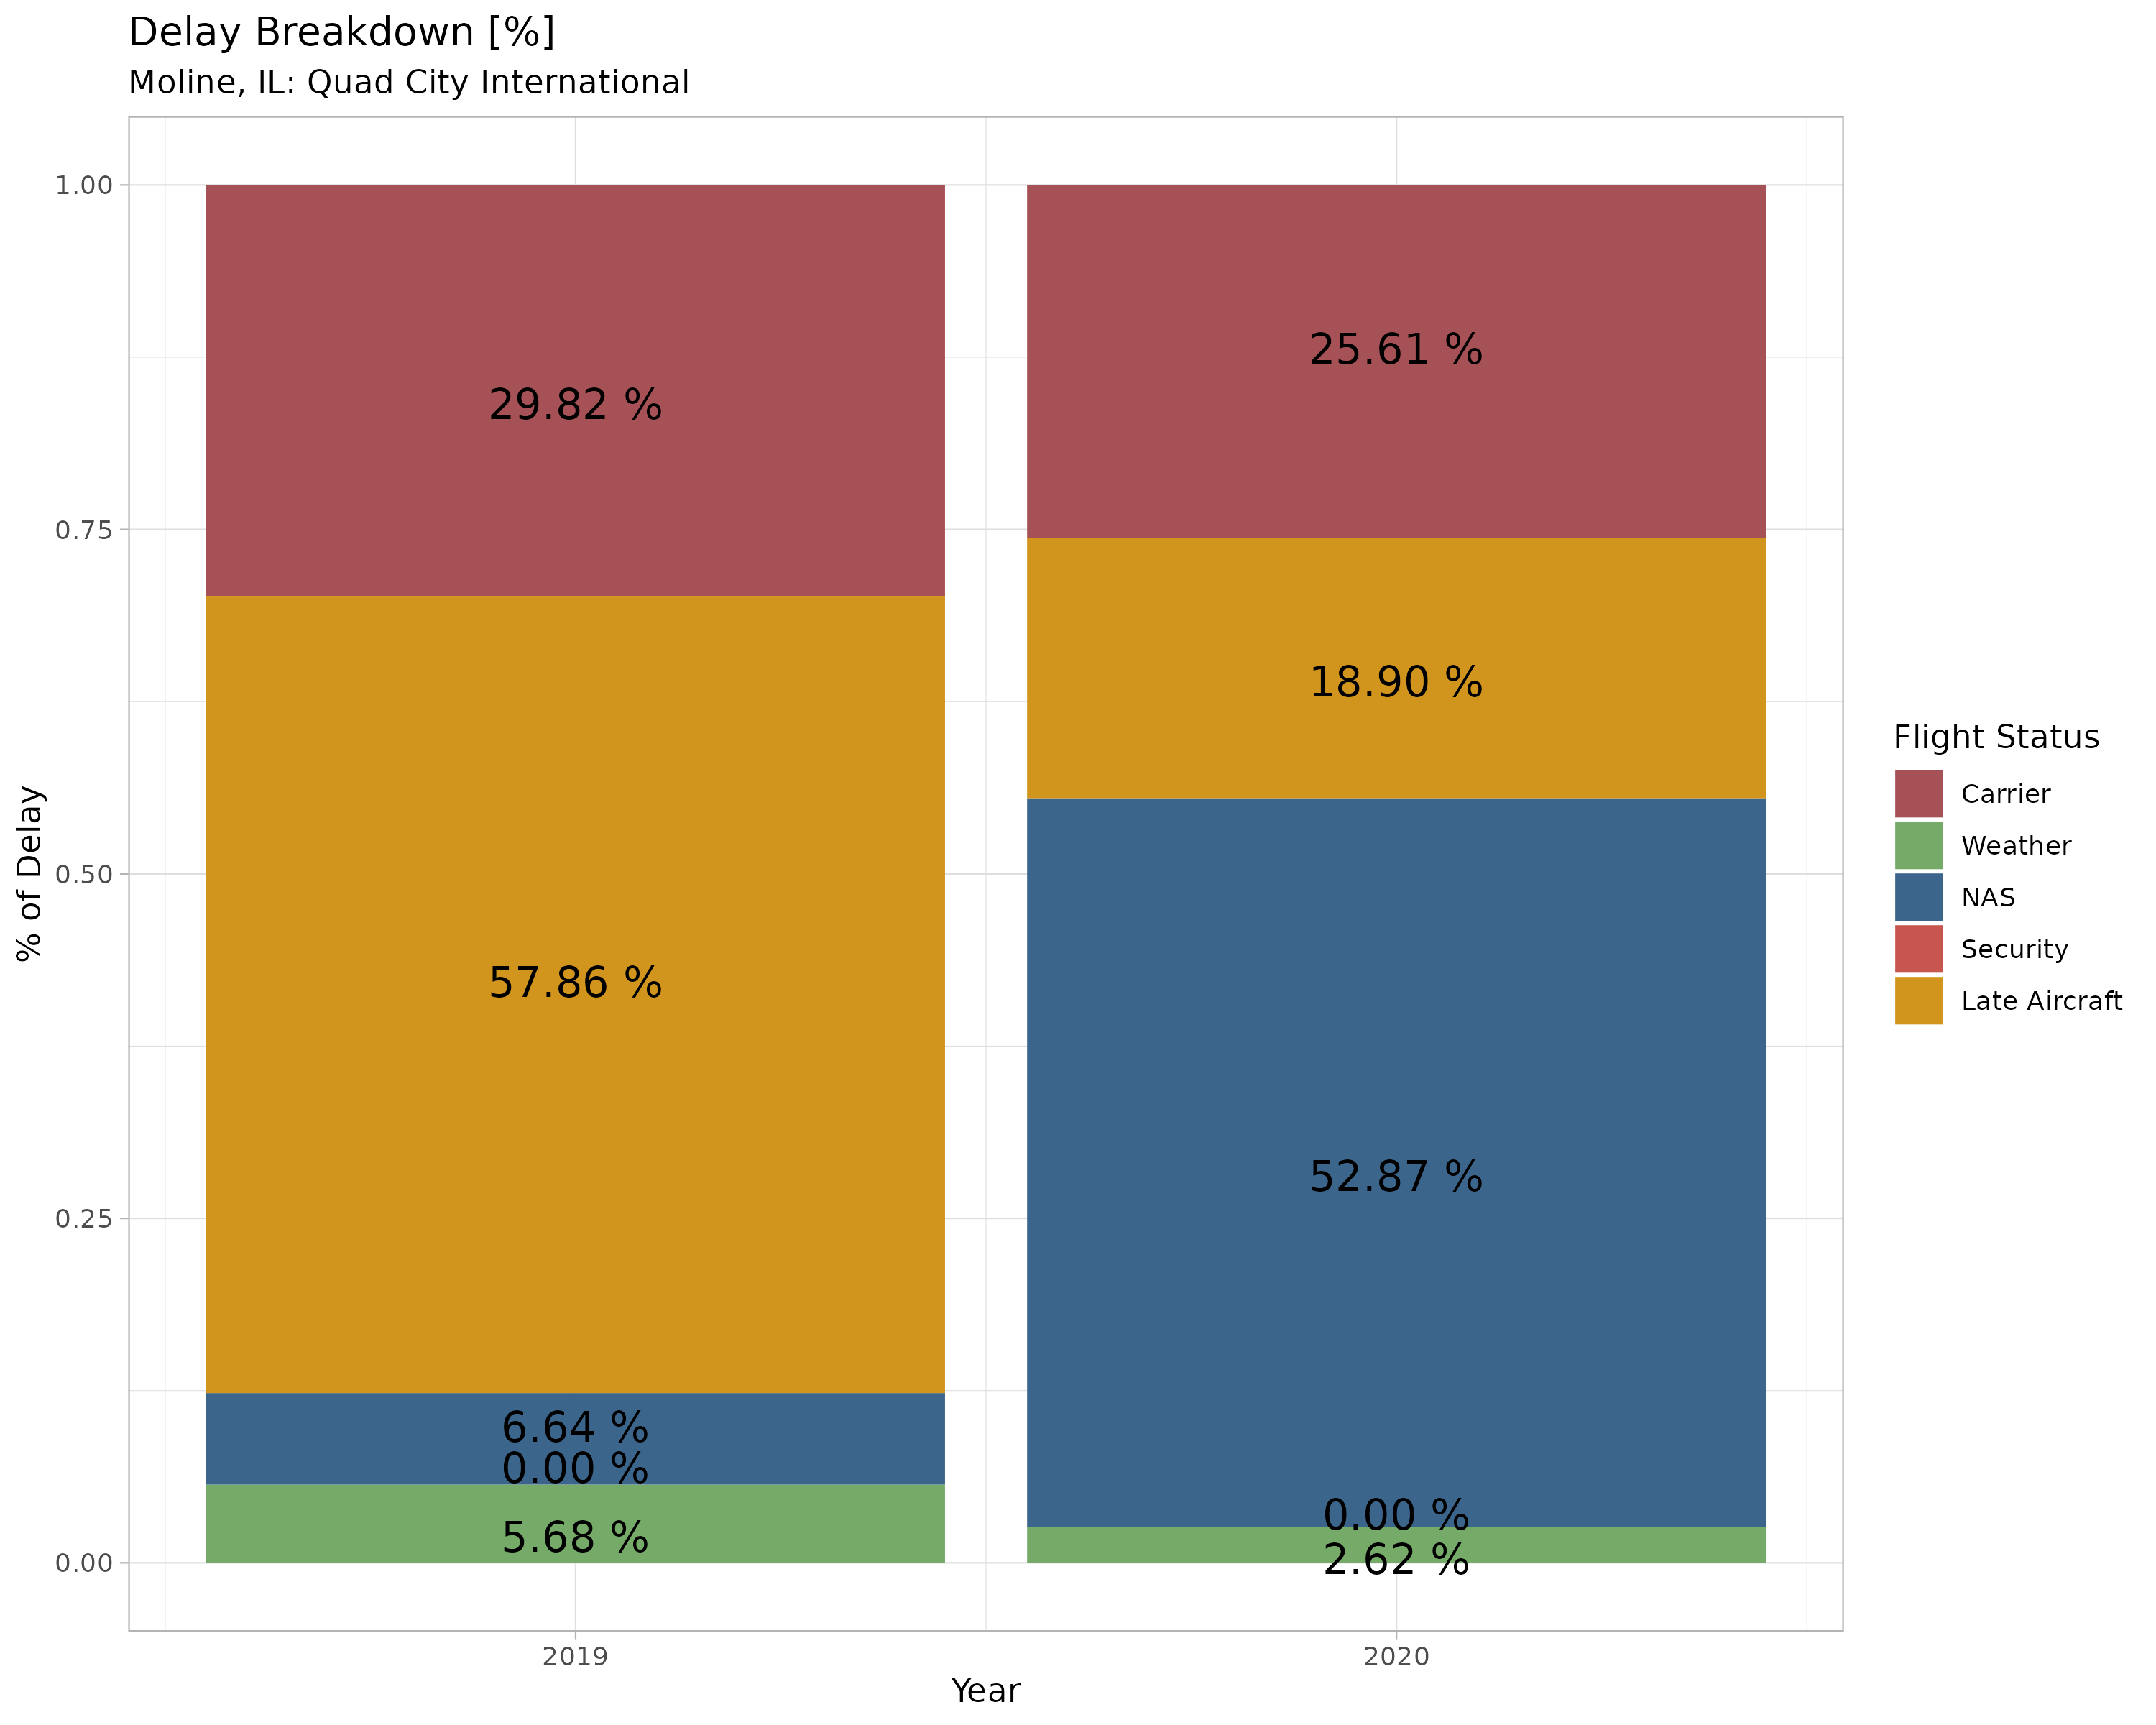 Delay Breakdown [%]
Moline, IL: Quad City International
1.00
0.75
0.50
0.25
0.00
% of Delay
29.82 %
57.86 %
6.64 %
0.00 %
5.68 %
25.61 %
18.90 %
52.87 %
0.00 %
2.62 %
2019
2020
Year
Flight Status
Carrier
Weather
NAS
Security
Late Aircraft